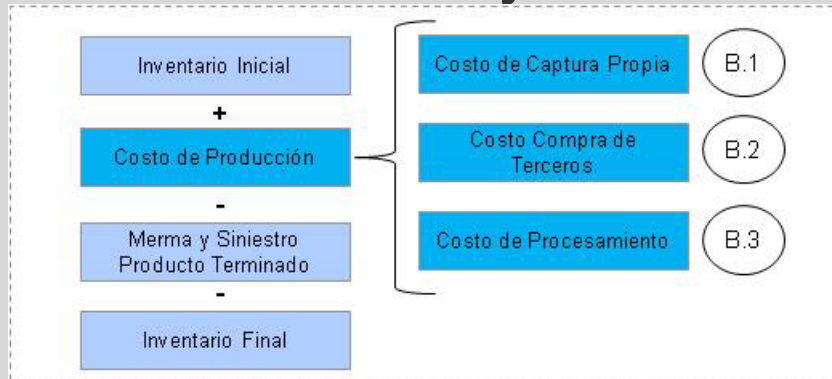 Inventario Inicial
+
Costo de Producción
-
Merma y Siniestro
Producto Terminado
-
Inventario Final
Costo de Captura Propia
B.1
Costo Compra de
Terceros
B.2
Costo de Procesamiento
B.3